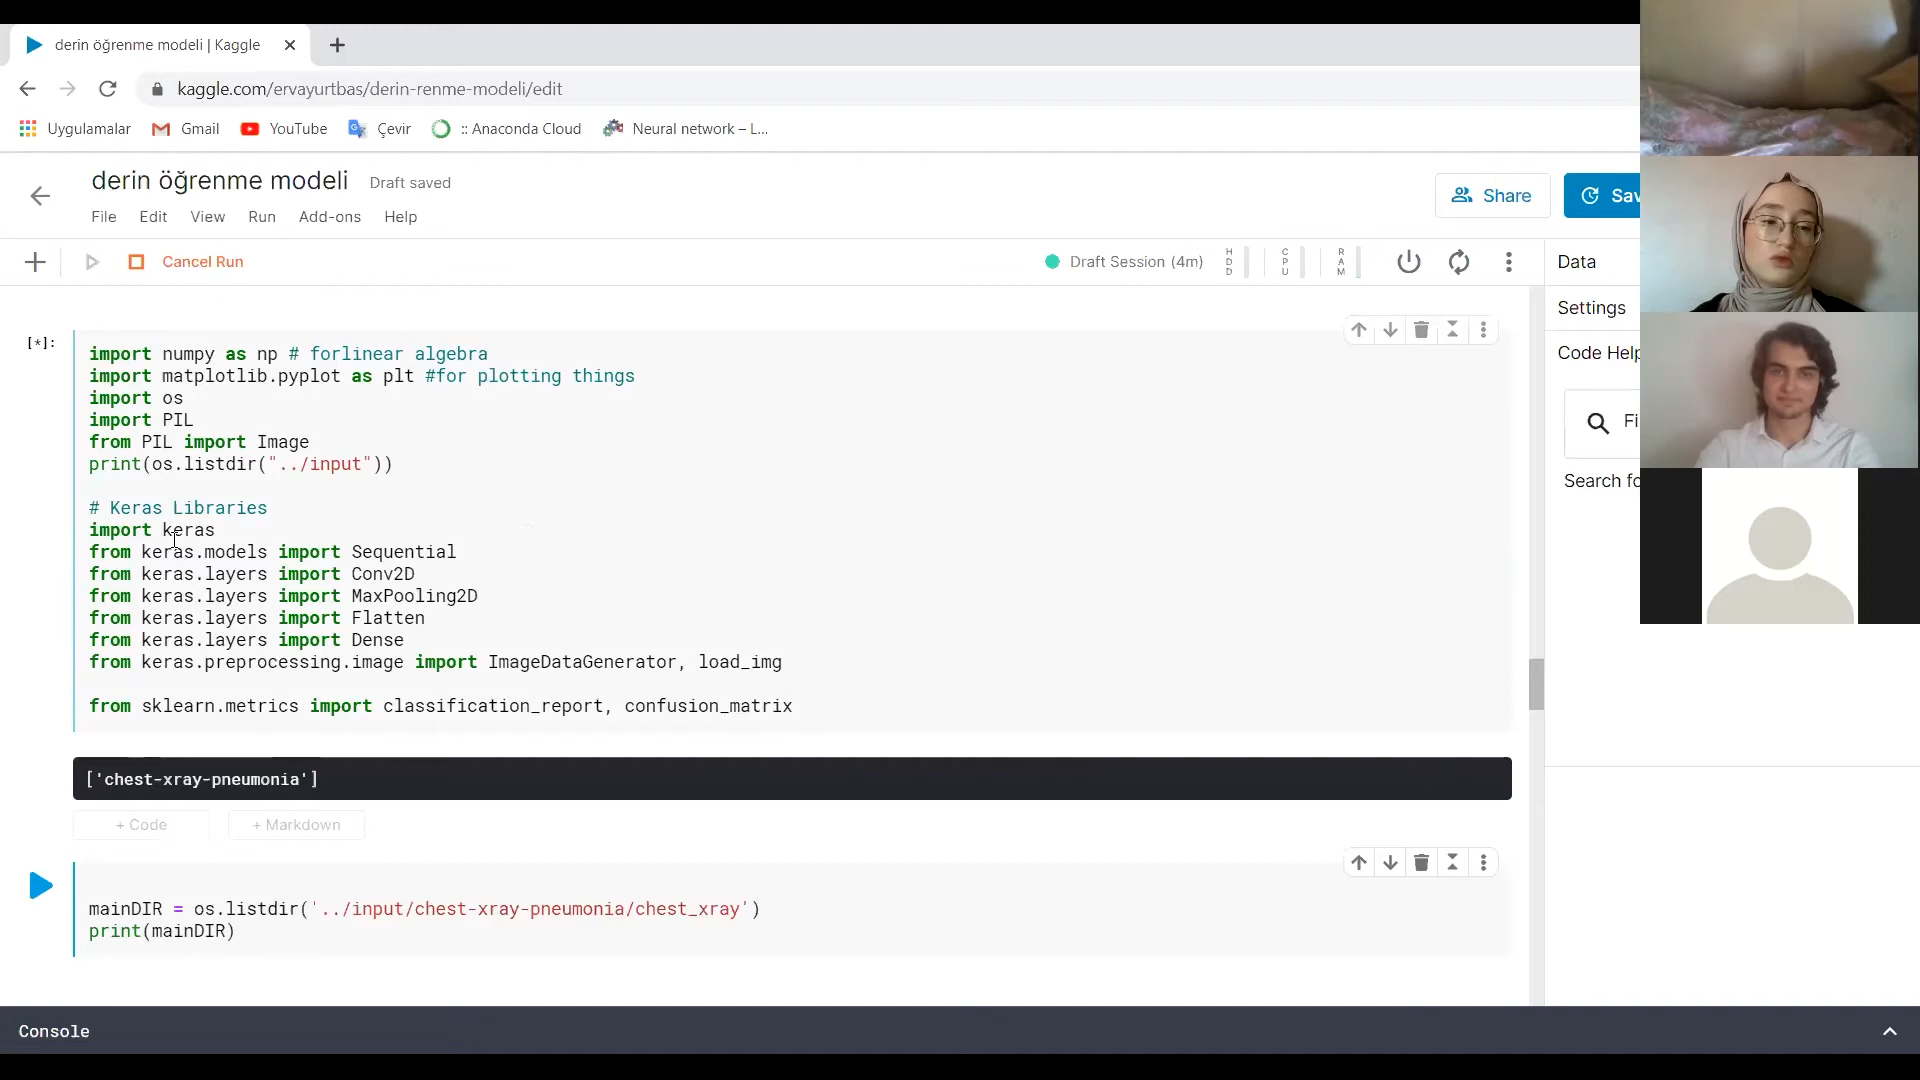 derin öğrenme modeli | Kaggle
kaggle.com/ervayurtbas/derin-renme-modeli/edit
Uygulamalar
Gmail
YouTube
Çevir
:: Anaconda Cloud
Neural network – L...
derin öğrenme modeli
Draft saved
File Edit View Run Add-ons Help
Share
Sav
Cancel Run
Draft Session (4m)
HDD
CPU
RAM
Data
Settings
Code Help
Fi
Search fo
[*]:
import numpy as np # forlinear algebra
import matplotlib.pyplot as plt #for plotting things
import os
import PIL
from PIL import Image
print(os.listdir("../input"))
# Keras Libraries
import keras
from keras.models import Sequential
from keras.layers import Conv2D
from keras.layers import MaxPooling2D
from keras.layers import Flatten
from keras.layers import Dense
from keras.preprocessing.image import ImageDataGenerator, load_img
from sklearn.metrics import classification_report, confusion_matrix
['chest-xray-pneumonia']
+ Code
+ Markdown
mainDIR = os.listdir('../input/chest-xray-pneumonia/chest_xray')
print(mainDIR)
Console